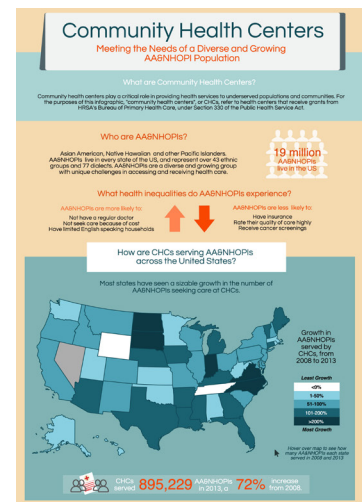 Community Health Centers
Meeting the Needs of a Diverse and Growing
AA&NHOPI Population
What are Community Health Centers?
Community health centers play a critical role in providing health services to underserved populations and communities. For
the purposes of this infographic, "community health centers", or CHCs, refer to health centers that receive grants from
HRSA's Bureau of Primary Health Care, under Section 330 of the Public Health Service Act.
Who are AA&NHOPIs?
Asian American, Native Hawaiian and other Pacific Islanders.
AA&NHOPIs live in every state of the US, and represent over 43 ethnic
groups and 77 dialects. AA&NHOPIs are a diverse and growing group
with unique challenges in accessing and receiving health care.
19 million
AA&NHOPIs
live in the US
What health inequalities do AA&NHOPIs experience?
AA&NHOPIs are more likely to:
Not have a regular doctor
Not seek care because of cost
Have limited English speaking households
AA&NHOPIs are less likely to:
Have insurance
Rate their quality of care highly
Receive cancer screenings
How are CHCs serving AA&NHOPIs
across the United States?
Most states have seen a sizable growth in the number of
AA&NHOPIs seeking care at CHCs.
Growth in
AA&NHOPIs
served by
CHCs, from
2008 to 2013
Least Growth
<0%
1-50%
51-100%
101-200%
>200%
Most Growth
Hover over map to see how
many AA&NHOPIs each state
served in 2008 and 2013
CHCs
served
895,229
AA&NHOPIs
in 2013, a
72%
increase
from 2008.